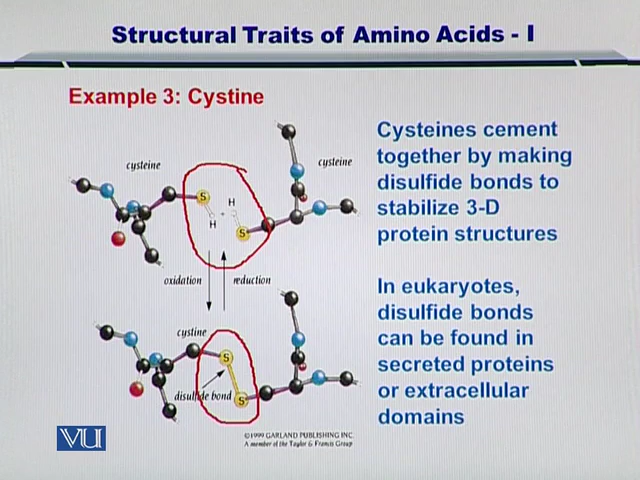 Structural Traits of Amino Acids - I
Example 3: Cystine
cysteine
cysteine
S
H
+
H
S
oxidation
reduction
cystine
S
disulfide bond
S
©1999 GARLAND PUBLISHING INC.
A member of the Taylor & Francis Group
Cysteines cement
together by making
disulfide bonds to
stabilize 3-D
protein structures
In eukaryotes,
disulfide bonds
can be found in
secreted proteins
or extracellular
domains
VU